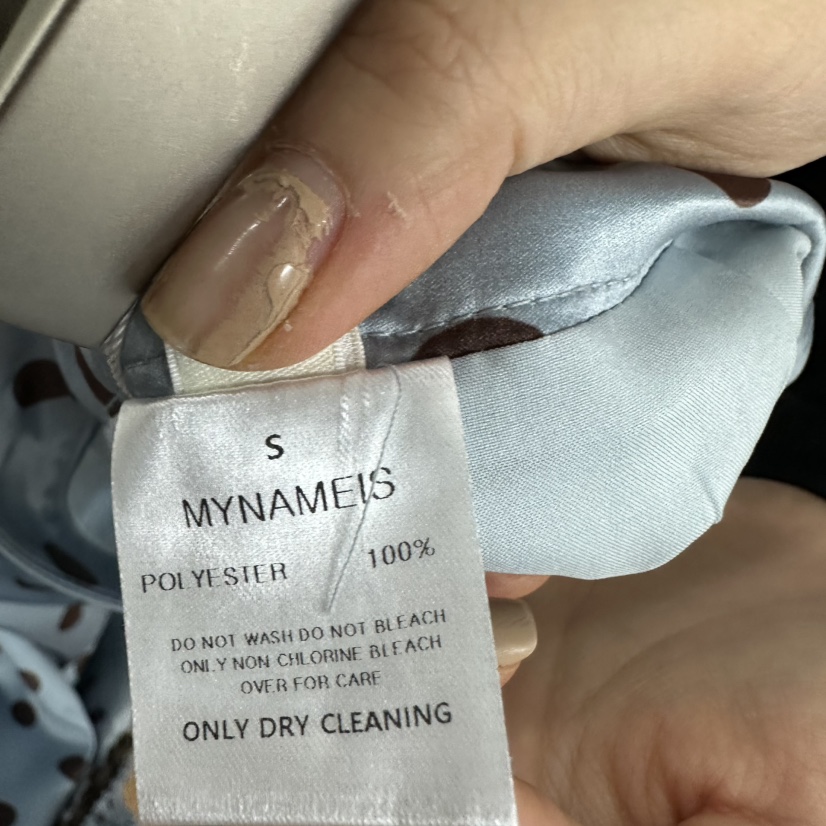 S
MYNAMEIS
POLYESTER 100%
DO NOT WASH DO NOT BLEACH
ONLY NON CHLORINE BLEACH
OVER FOR CARE
ONLY DRY CLEANING